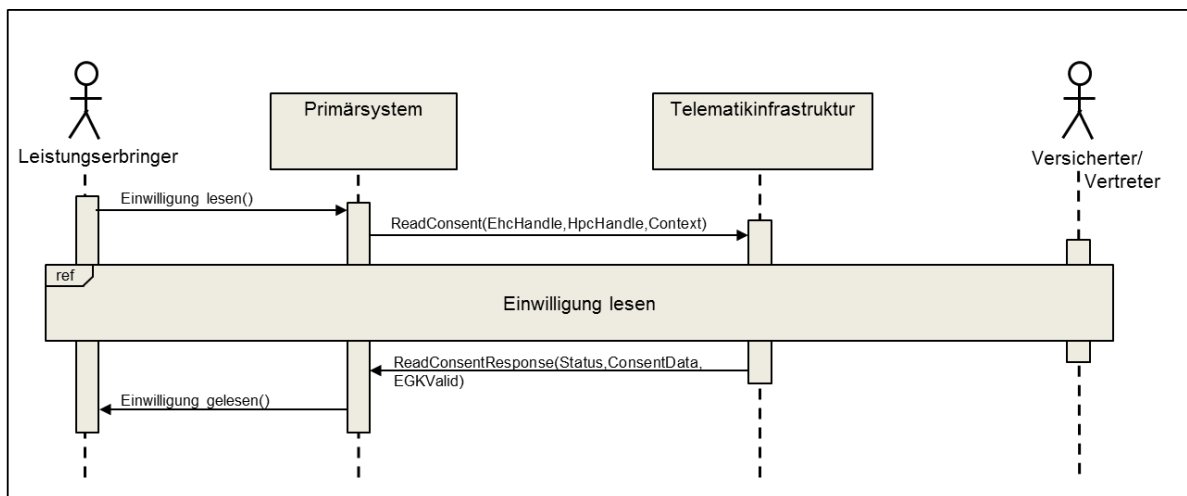 Primärsystem
Telematikinfrastruktur
Leistungserbringer
Versicherter/
Vertreter
Einwilligung lesen()
ReadConsent(EhcHandle,HpcHandle,Context)
ref
Einwilligung lesen
ReadConsentResponse(Status,ConsentData,
EGKValid)
Einwilligung gelesen()